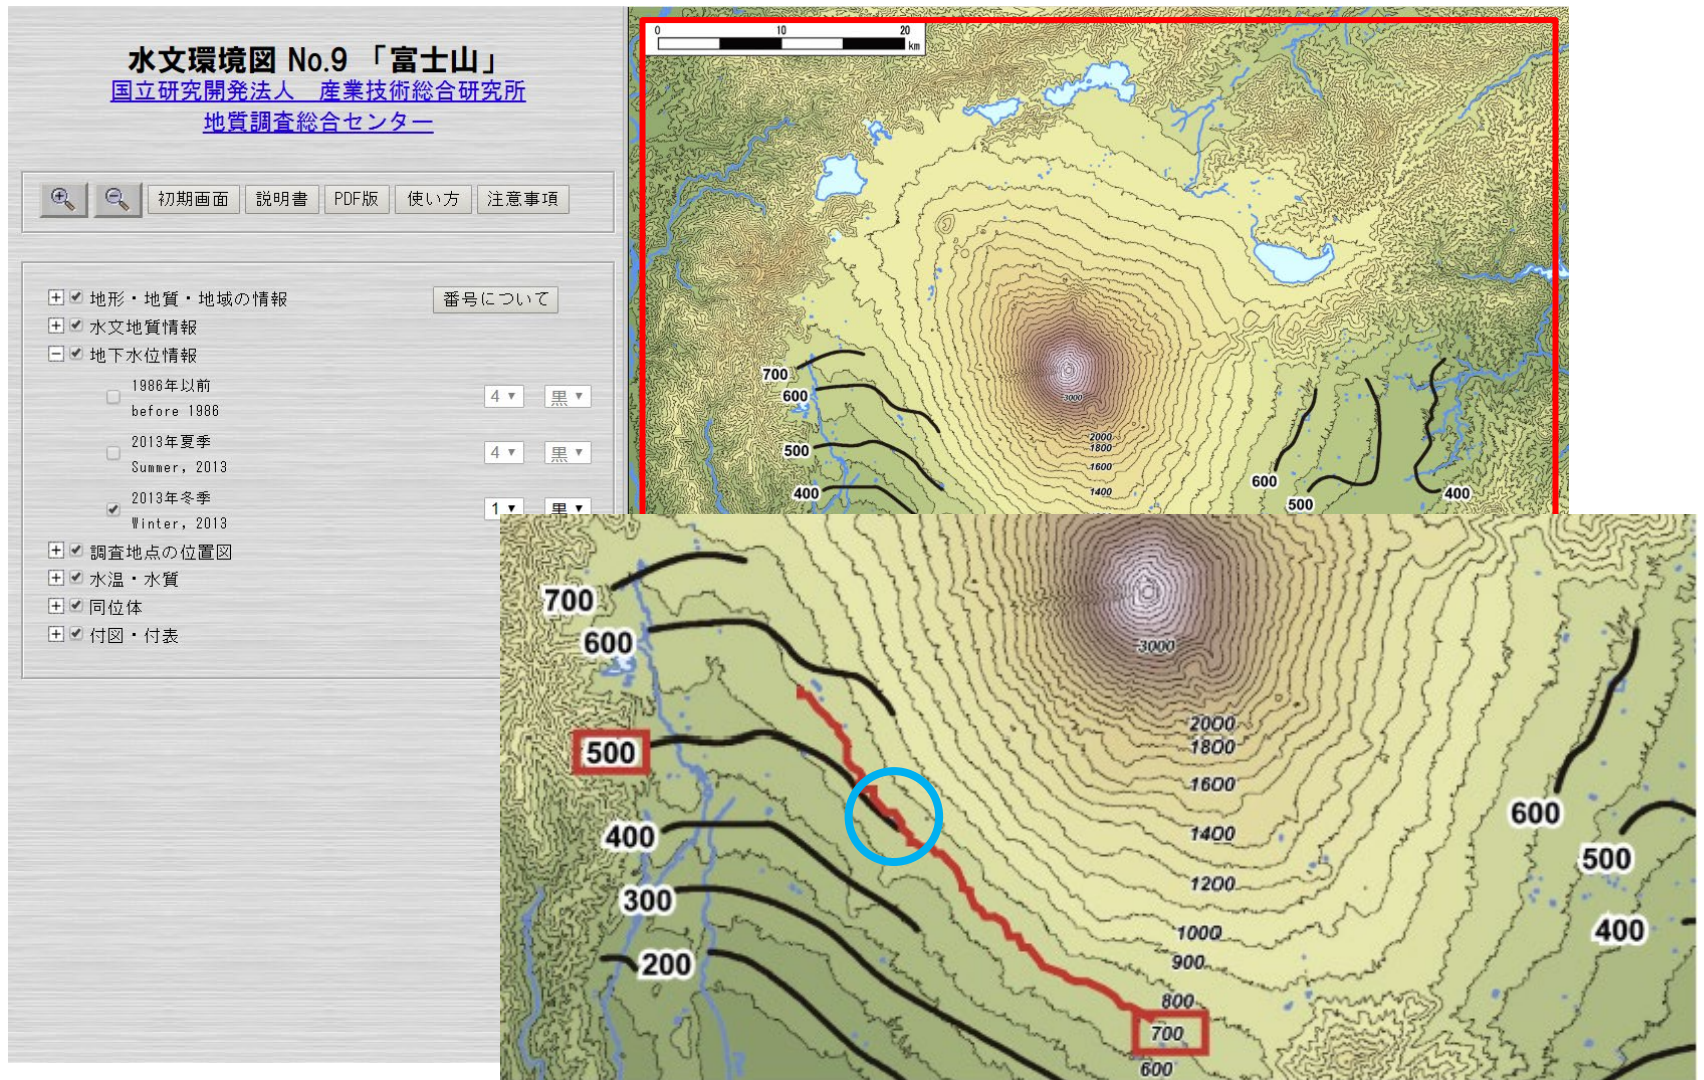 水文環境図 No.9 「富士山」
国立研究開発法人 産業技術総合研究所
地質調査総合センター
初期画面 説明書 PDF版 使い方 注意事項
地形・地質・地域の情報 番号について
水文地質情報
地下水位情報
1986年以前
before 1986
4 黒
2013年夏季
Summer, 2013
4 黒
2013年冬季
Winter, 2013
1 黒
調査地点の位置図
水温・水質
同位体
付図・付表
0 10 20
km
700
600
500
400
3000
2000
1800
1600
1400
600
500
400
700
600
500
400
300
200
3000
2000
1800
1600
1400
1200
1000
900
800
700
600
600
500
400